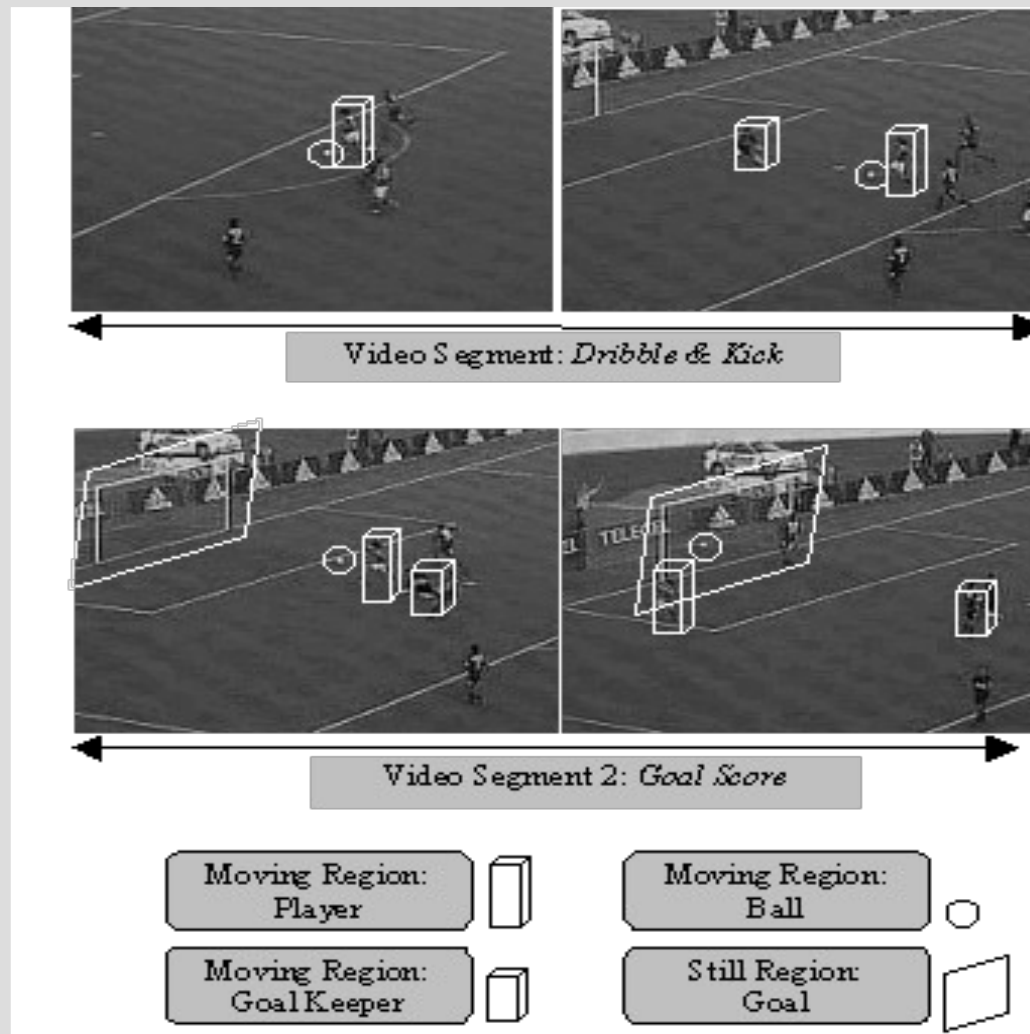 Video Segment: Dribble & Kick
TELE
Video Segment 2: Goal Score
Moving Region:
Player
Moving Region:
Ball
Moving Region:
Goal Keeper
Still Region:
Goal